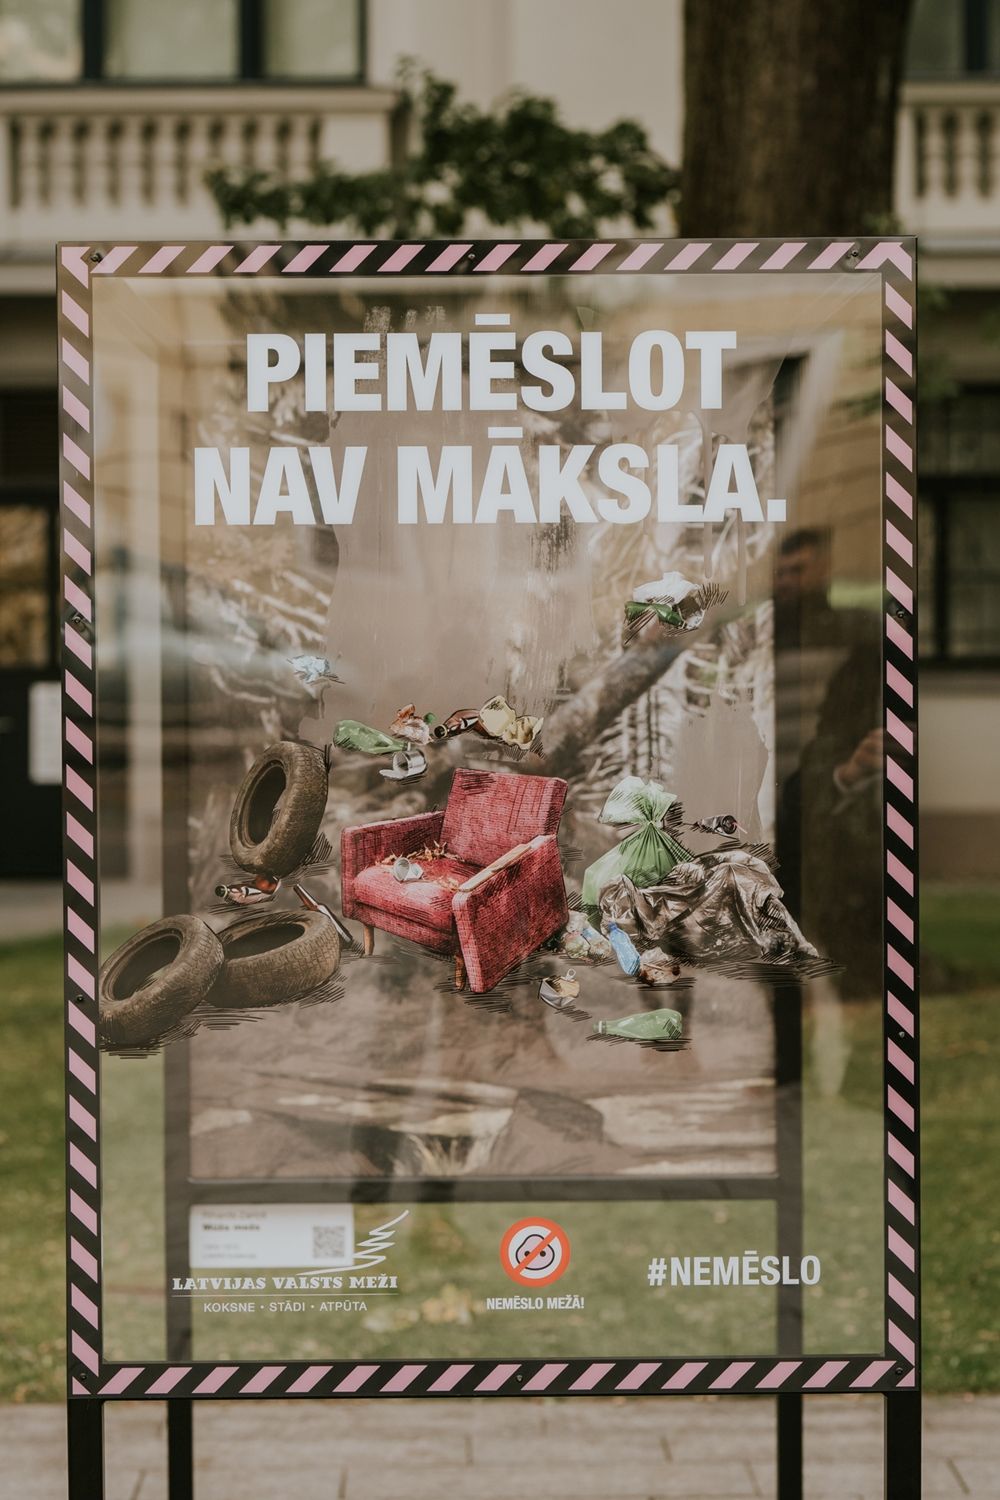 PIEMĒSLOT
NAV MĀKSLA.
LATVIJAS VALSTS MEŽI
KOKSNE • STĀDI • ATPŪTA
NEMĒSLO MEŽĀ!
#NEMĒSLO